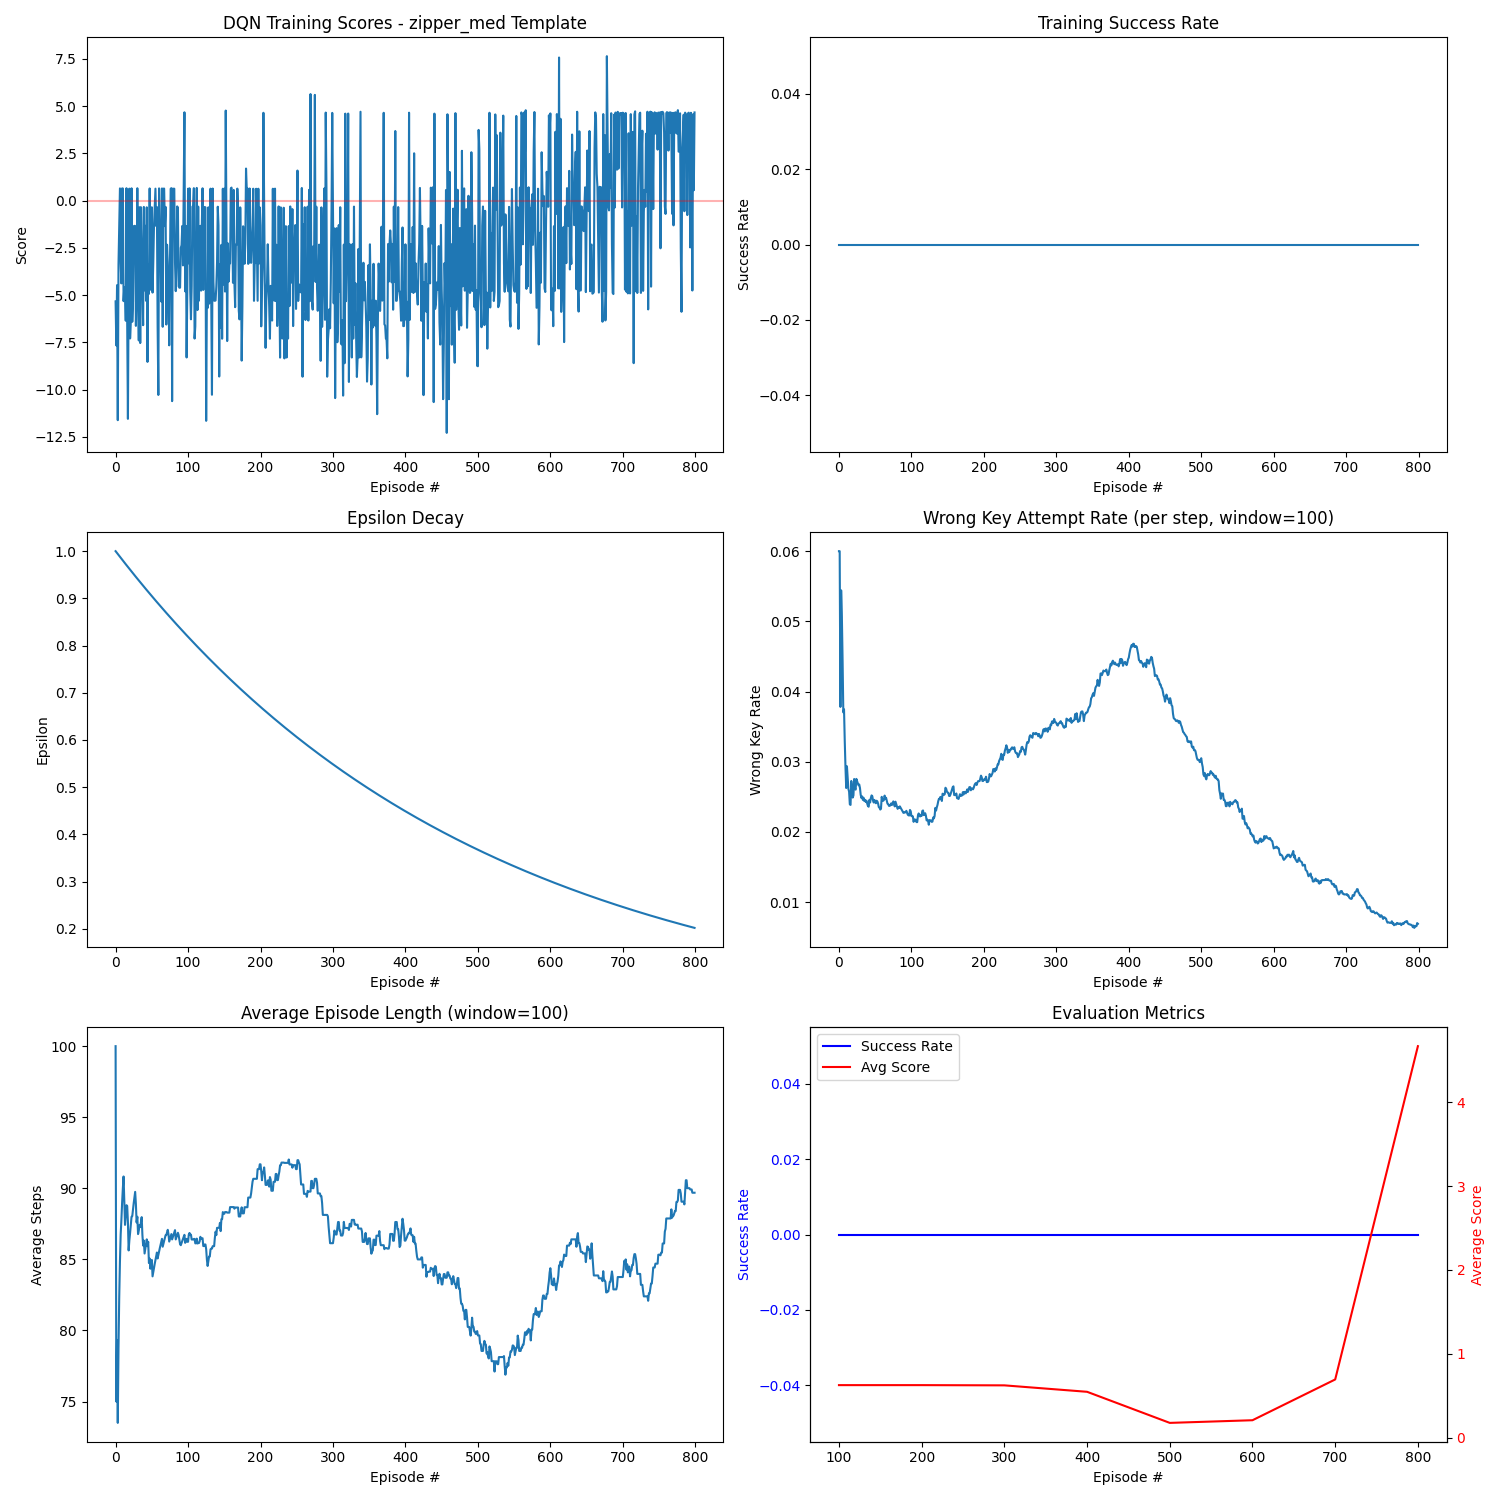 DQN Training Scores - zipper_med Template
7.5
5.0
2.5
0.0
−2.5
−5.0
−7.5
−10.0
−12.5
Score
0 100 200 300 400 500 600 700 800
Episode #
Training Success Rate
0.04
0.02
0.00
−0.02
−0.04
Success Rate
0 100 200 300 400 500 600 700 800
Episode #
Epsilon Decay
1.0
0.9
0.8
0.7
0.6
0.5
0.4
0.3
0.2
Epsilon
0 100 200 300 400 500 600 700 800
Episode #
Wrong Key Attempt Rate (per step, window=100)
0.06
0.05
0.04
0.03
0.02
0.01
Wrong Key Rate
0 100 200 300 400 500 600 700 800
Episode #
Average Episode Length (window=100)
100
95
90
85
80
75
Average Steps
0 100 200 300 400 500 600 700 800
Episode #
Evaluation Metrics
Success Rate
Avg Score
0.04
0.02
0.00
−0.02
−0.04
Success Rate
4
3
2
1
0
Average Score
100 200 300 400 500 600 700 800
Episode #